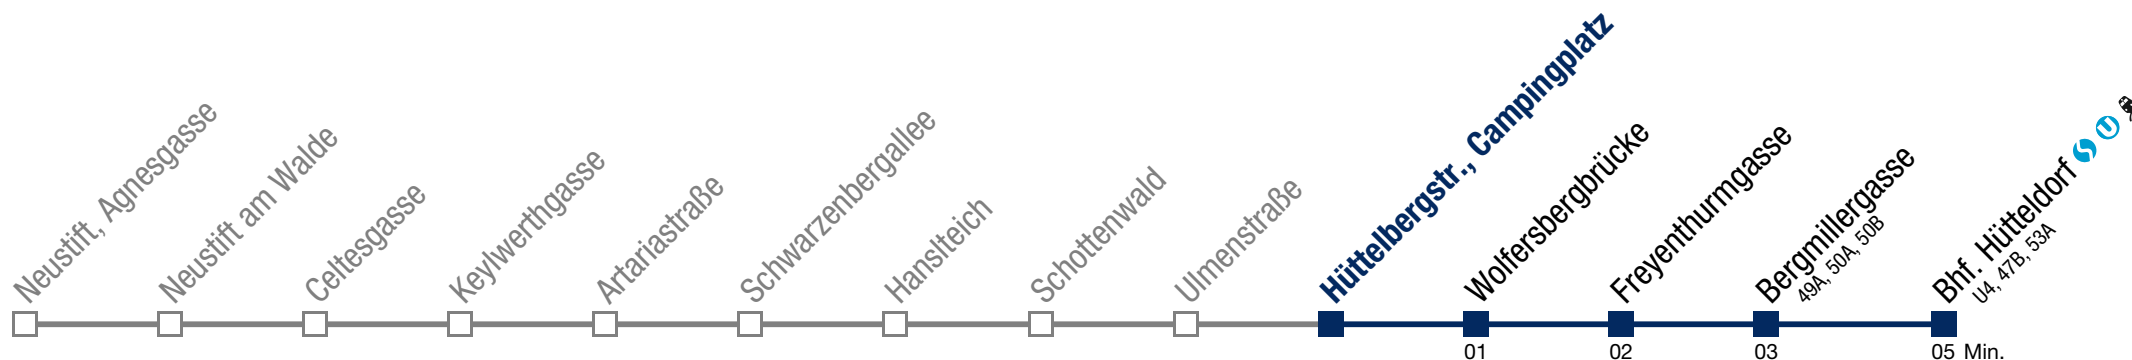 Neustift, Agnesgasse
Neustift am Walde
Celtesgasse
Keylwerthgasse
Artariastraße
Schwarzenbergallee
Hanslteich
Schottenwald
Ulmenstraße
Hüttelbergstr., Campingplatz
Wolfersbergbrücke
Freyenthurmgasse
Bergmillergasse
49A, 50A, 50B
Bhf. Hütteldorf S U
U4, 47B, 53A
01 02 03 05 Min.